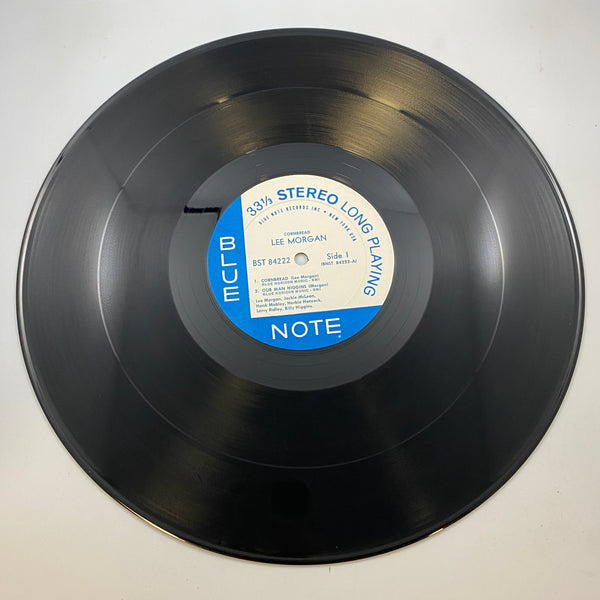 33⅓ STEREO LONG PLAYING
BLUE NOTE RECORDS INC • NEW YORK USA
CORNBREAD
LEE MORGAN
BST 84222 Side 1
(BNST 84222-A)
1. CORNBREAD (Lee Morgan)
BLUE HORIZON MUSIC - BMI
2. OUR MAN HIGGINS (Morgan)
BLUE HORIZON MUSIC - BMI
Lee Morgan, Jackie McLean,
Hank Mobley, Herbie Hancock,
Larry Ridley, Billy Higgins.
BLUE
NOTE